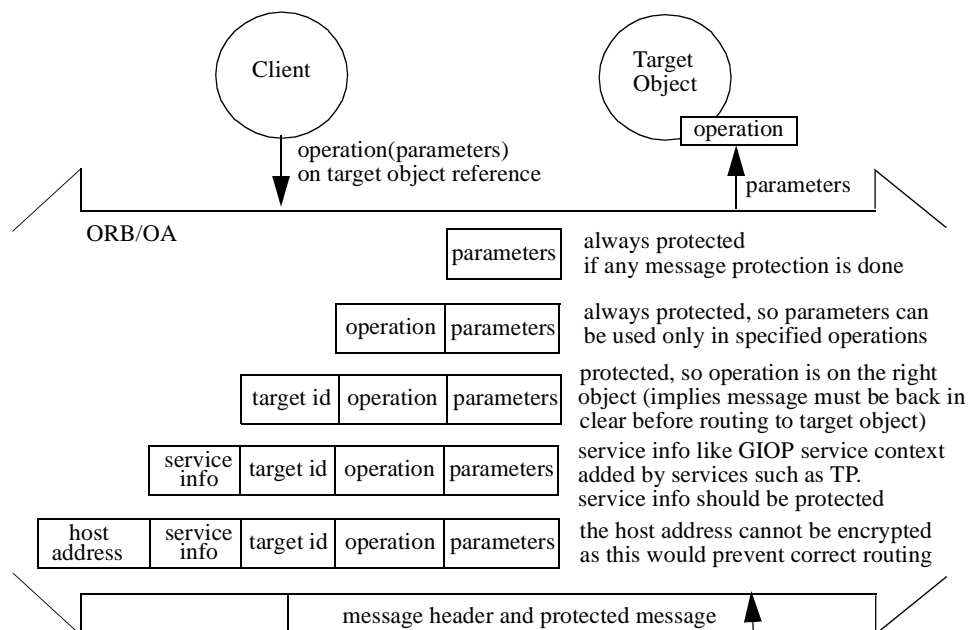 Client
Target
Object
operation
operation(parameters)
on target object reference
parameters
ORB/OA
parameters
always protected
if any message protection is done
operation parameters
always protected, so parameters can
be used only in specified operations
target id operation parameters
protected, so operation is on the right
object (implies message must be back in
clear before routing to target object)
service
info
target id operation parameters
service info like GIOP service context
added by services such as TP.
service info should be protected
host
address
service
info
target id operation parameters
the host address cannot be encrypted
as this would prevent correct routing
message header and protected message